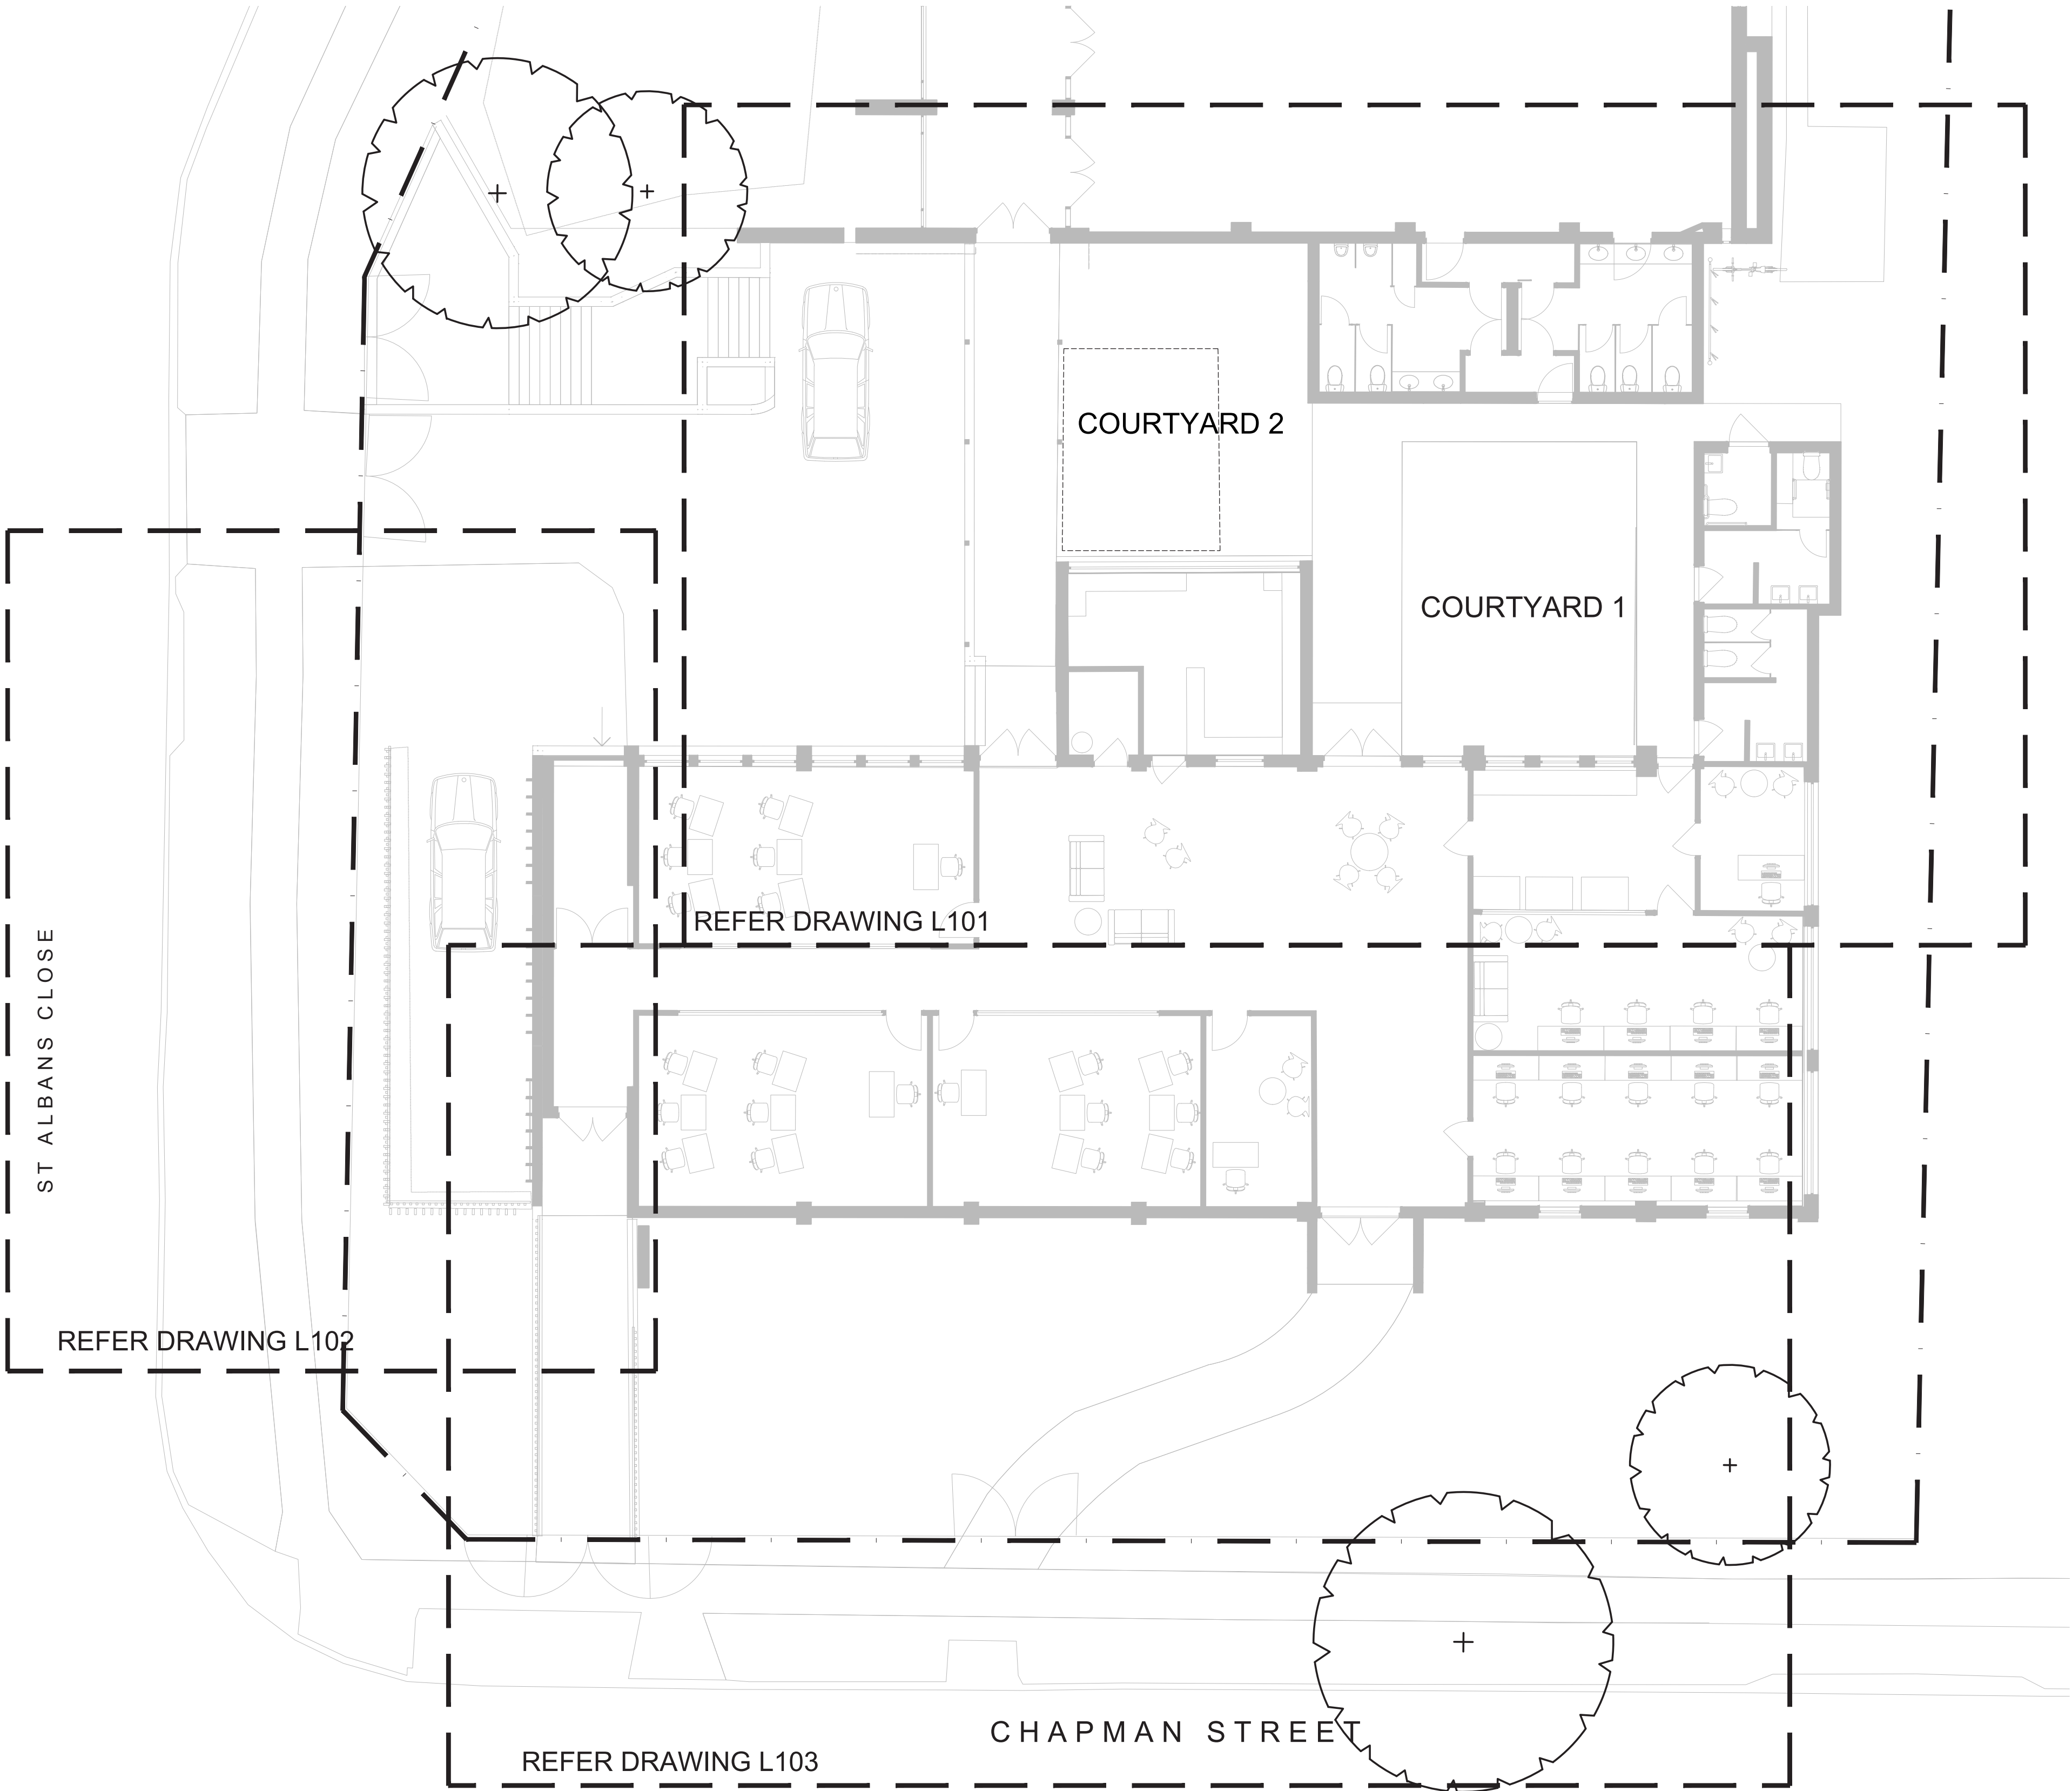 COURTYARD 2
COURTYARD 1
REFER DRAWING L101
ST ALBANS CLOSE
REFER DRAWING L102
CHAPMAN STREET
REFER DRAWING L103